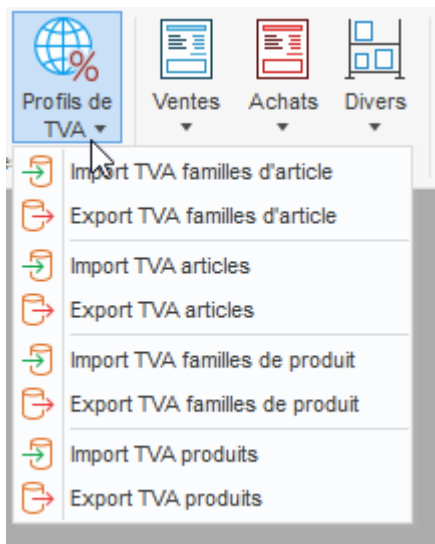 Profils de
TVA
Ventes
Achats
Divers
Import TVA familles d'article
Export TVA familles d'article
Import TVA articles
Export TVA articles
Import TVA familles de produit
Export TVA familles de produit
Import TVA produits
Export TVA produits